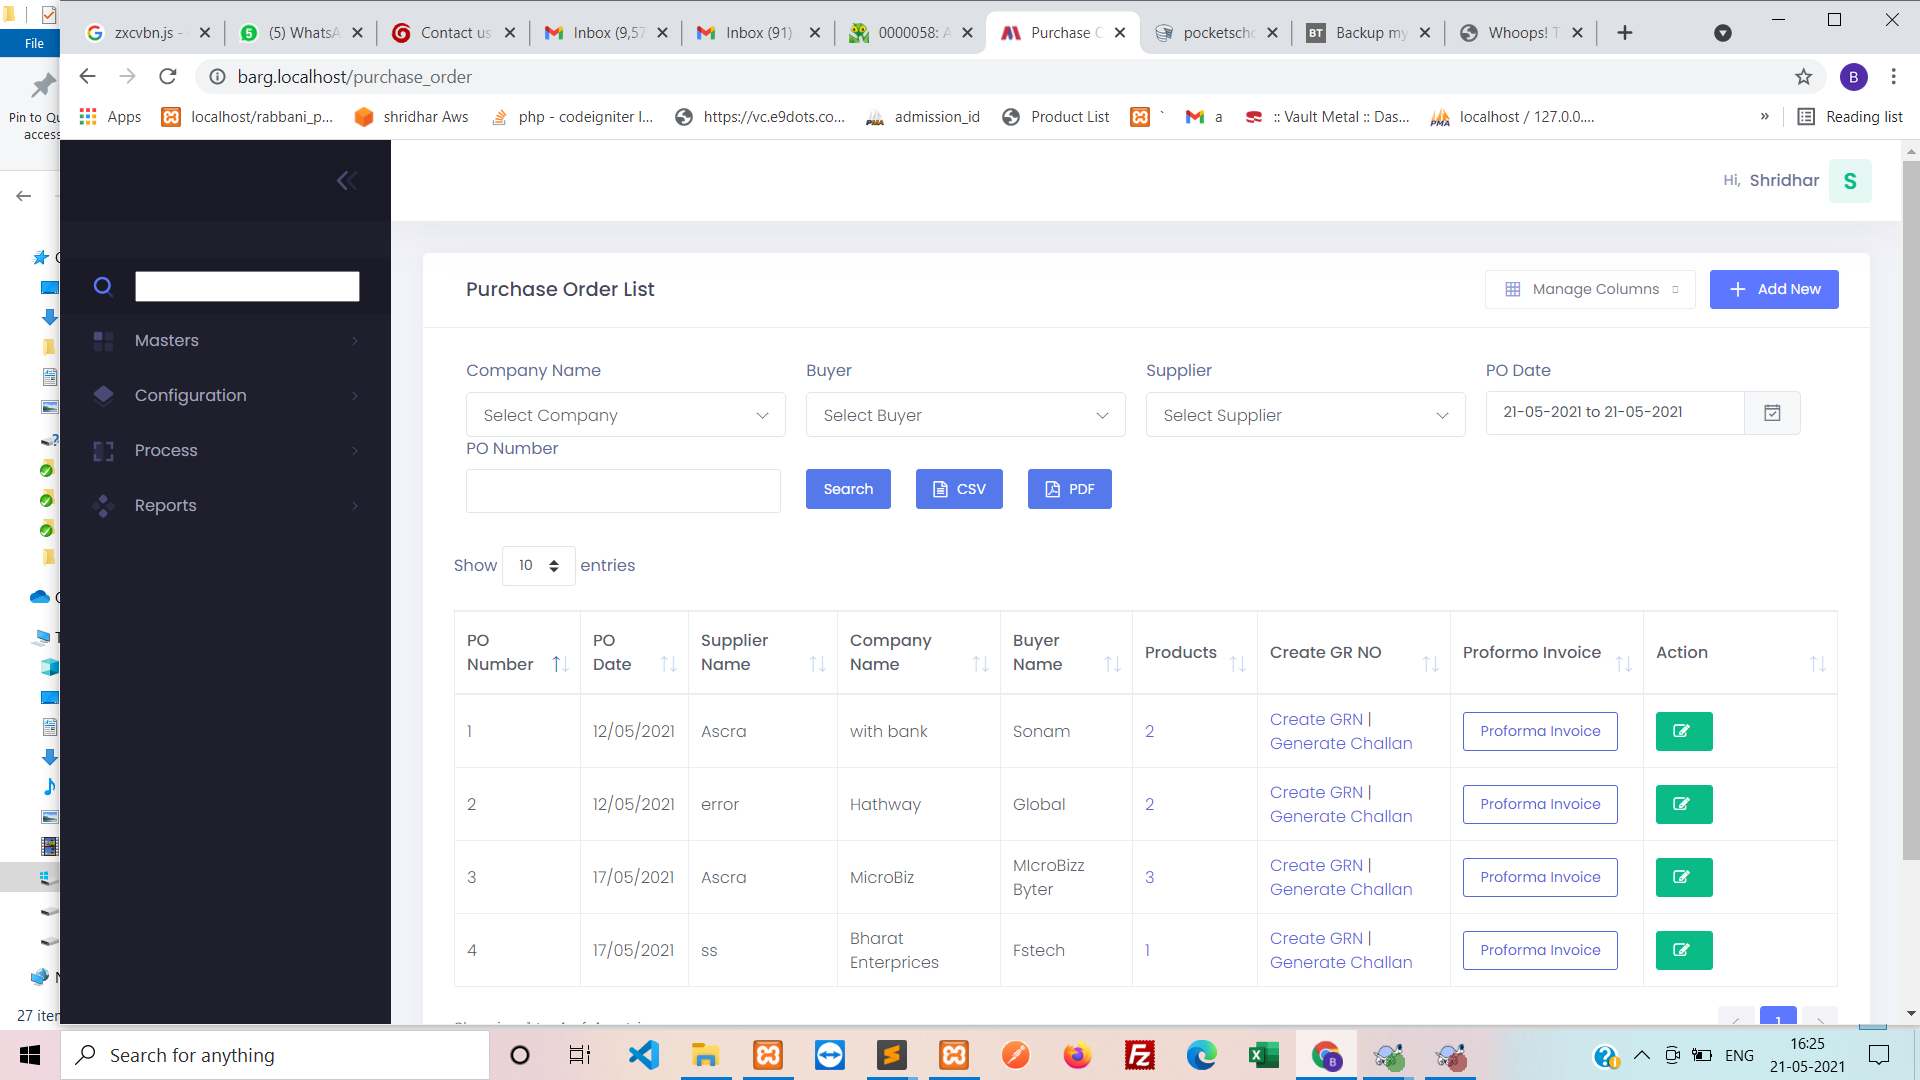 zxcvbn.js -
(5) WhatsA
Contact us
Inbox (9,57
Inbox (91)
0000058: A
Purchase O
pocketscho
BT Backup my
Whoops! T
File
barg.localhost/purchase_order
B
Pin to Qu
access
Apps
localhost/rabbani_p...
shridhar Aws
php - codeigniter l...
https://vc.e9dots.co...
admission_id
Product List
`
a
:: Vault Metal :: Das...
localhost / 127.0.0....
»
Reading list
Hi, Shridhar S
Purchase Order List
Manage Columns
Add New
Masters
Configuration
Process
Reports
Company Name
Buyer
Supplier
PO Date
Select Company
Select Buyer
Select Supplier
21-05-2021 to 21-05-2021
PO Number
Search
CSV
PDF
Show 10 entries
PO Number
PO Date
Supplier Name
Company Name
Buyer Name
Products
Create GR NO
Proformo Invoice
Action
1 12/05/2021 Ascra with bank Sonam 2 Create GRN | Generate Challan Proforma Invoice
2 12/05/2021 error Hathway Global 2 Create GRN | Generate Challan Proforma Invoice
3 17/05/2021 Ascra MicroBiz MIcroBizz Byter 3 Create GRN | Generate Challan Proforma Invoice
4 17/05/2021 ss Bharat Enterprices Fstech 1 Create GRN | Generate Challan Proforma Invoice
1
27 iter
Search for anything
ENG
16:25
21-05-2021